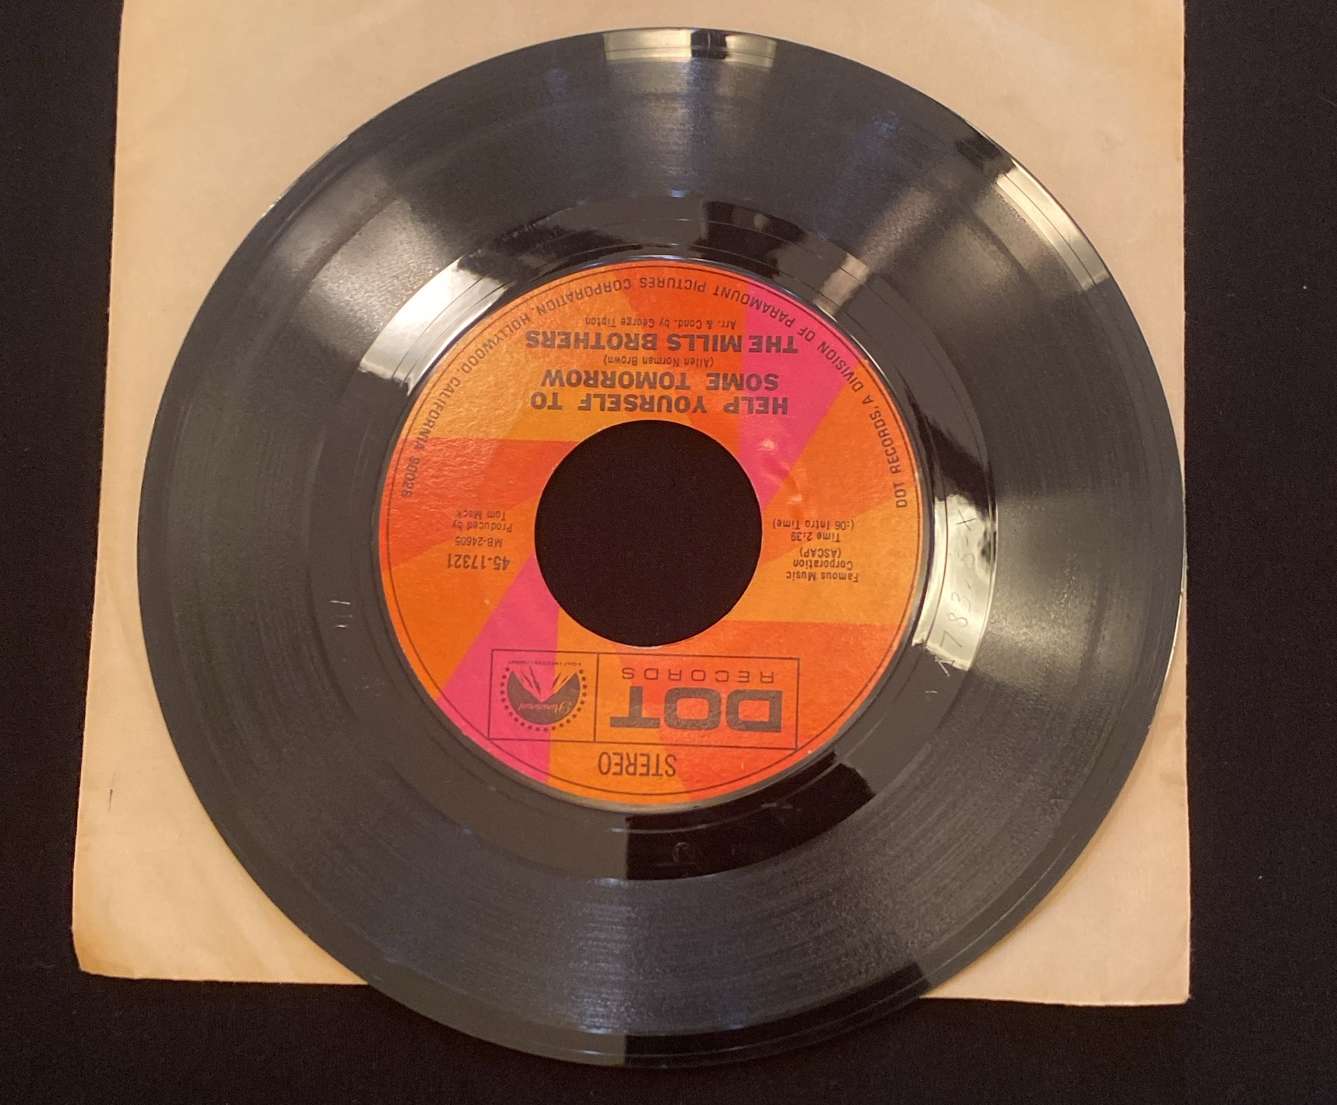 STEREO
DOT
RECORDS
Paramount
Famous Music
Corporation
(ASCAP)
Time 2:39
(:06 Intro Time)
45-17321
MB-24605
Produced by
Tom Mack
HELP YOURSELF TO
SOME TOMORROW
(Allen Norman Brown)
THE MILLS BROTHERS
Arr. & Cond. by George Tipton
DOT RECORDS, A DIVISION OF PARAMOUNT PICTURES CORPORATION, HOLLYWOOD, CALIFORNIA 90028